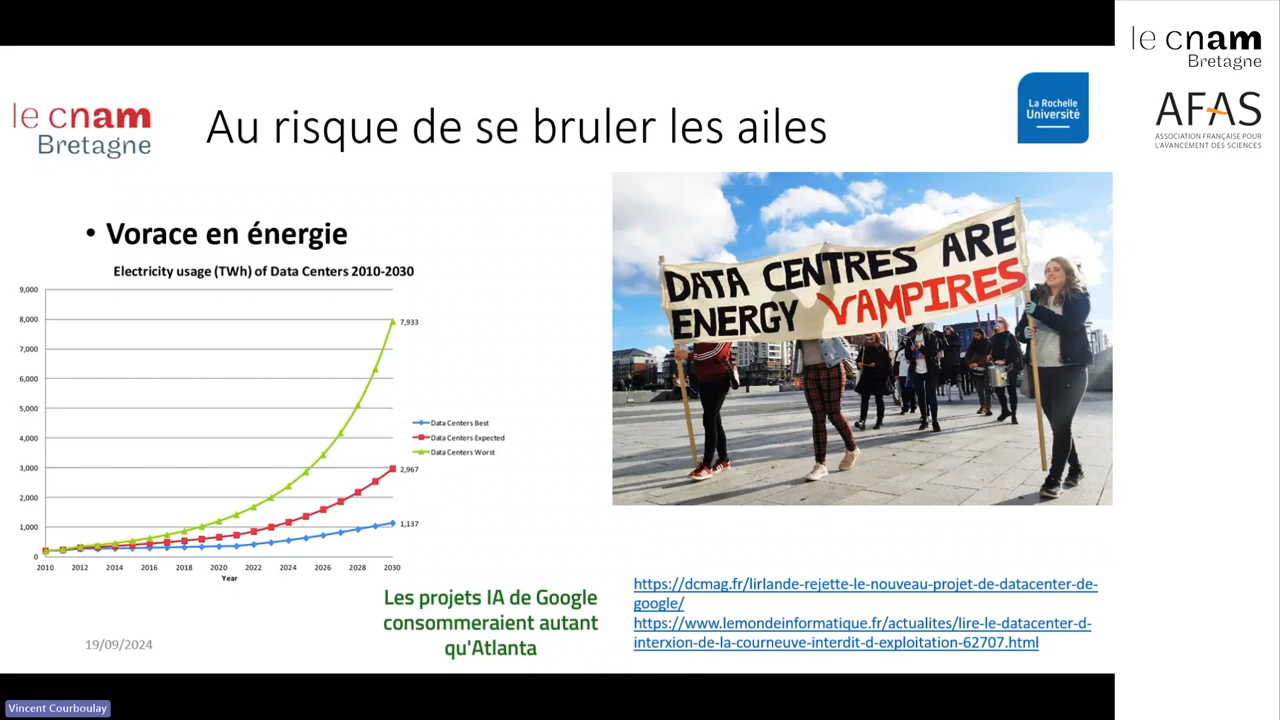 le cnam
Bretagne
Au risque de se bruler les ailes
La Rochelle
Université
le cnam
Bretagne
AFAS
ASSOCIATION FRANÇAISE POUR
L'AVANCEMENT DES SCIENCES
• Vorace en énergie
Electricity usage (TWh) of Data Centers 2010-2030
9,000
8,000
7,000
6,000
5,000
4,000
3,000
2,000
1,000
0
7,933
2,967
1,137
Data Centers Best
Data Centers Expected
Data Centers Worst
2010 2012 2014 2016 2018 2020 2022 2024 2026 2028 2030
Year
DATA CENTRES ARE
ENERGY VAMPIRES
Les projets IA de Google
consommeraient autant
qu'Atlanta
https://dcmag.fr/lirlande-rejette-le-nouveau-projet-de-datacenter-de-
google/
https://www.lemondeinformatique.fr/actualites/lire-le-datacenter-d-
interxion-de-la-courneuve-interdit-d-exploitation-62707.html
19/09/2024
Vincent Courboulay